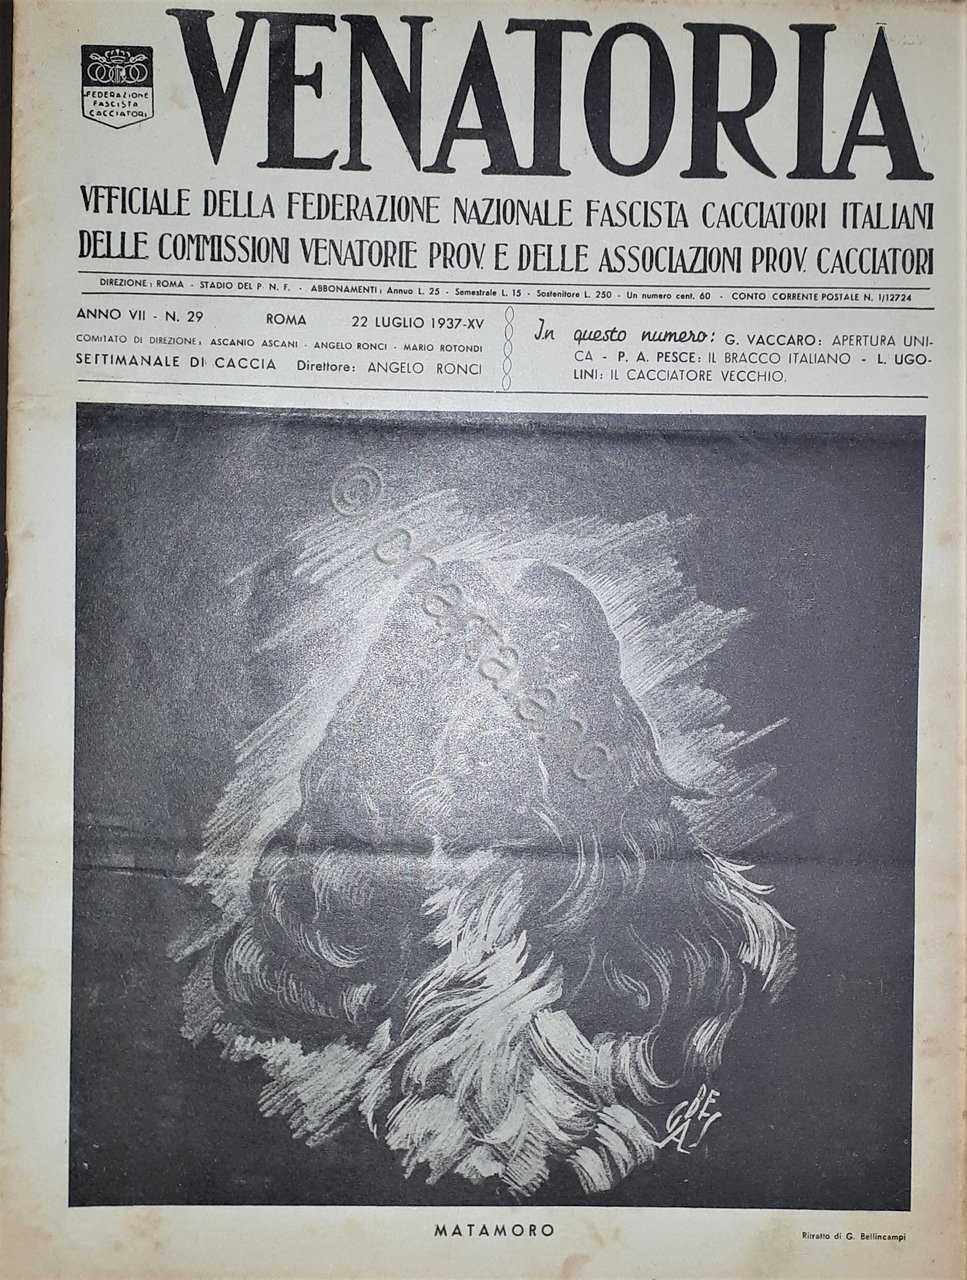 VENATORIA
FEDERAZIONE
FASCISTA
CACCIATORI
VFFICIALE DELLA FEDERAZIONE NAZIONALE FASCISTA CACCIATORI ITALIANI
DELLE COMMISSIONI VENATORIE PROV. E DELLE ASSOCIAZIONI PROV. CACCIATORI
DIREZIONE: ROMA - STADIO DEL P. N. F. - ABBONAMENTI: Annuo L. 25 - Semestrale L. 15 - Sostenitore L. 250 - Un numero cent. 60 - CONTO CORRENTE POSTALE N. 1/12724
ANNO VII - N. 29 ROMA 22 LUGLIO 1937-XV
COMITATO DI DIREZIONE: ASCANIO ASCANI - ANGELO RONCI - MARIO ROTONDI
SETTIMANALE DI CACCIA Direttore: ANGELO RONCI
In questo numero: G. VACCARO: APERTURA UNI-
CA - P. A. PESCE: IL BRACCO ITALIANO - L. UGO-
LINI: IL CACCIATORE VECCHIO.
© chemaieno
MATAMORO
Ritratto di G. Bellincampi